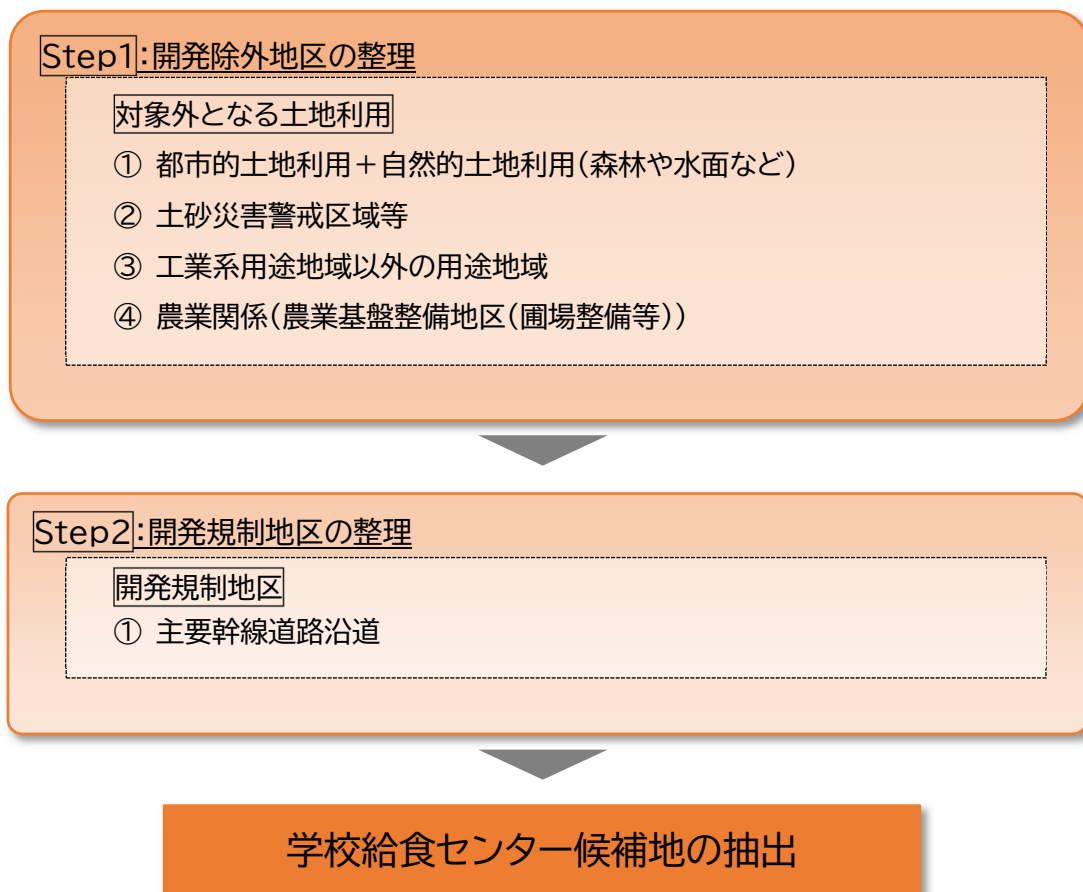 Step1:開発除外地区の整理
対象外となる土地利用
① 都市的土地利用＋自然的土地利用(森林や水面など)
② 土砂災害警戒区域等
③ 工業系用途地域以外の用途地域
④ 農業関係(農業基盤整備地区(圃場整備等))
Step2:開発規制地区の整理
開発規制地区
① 主要幹線道路沿道
学校給食センター候補地の抽出